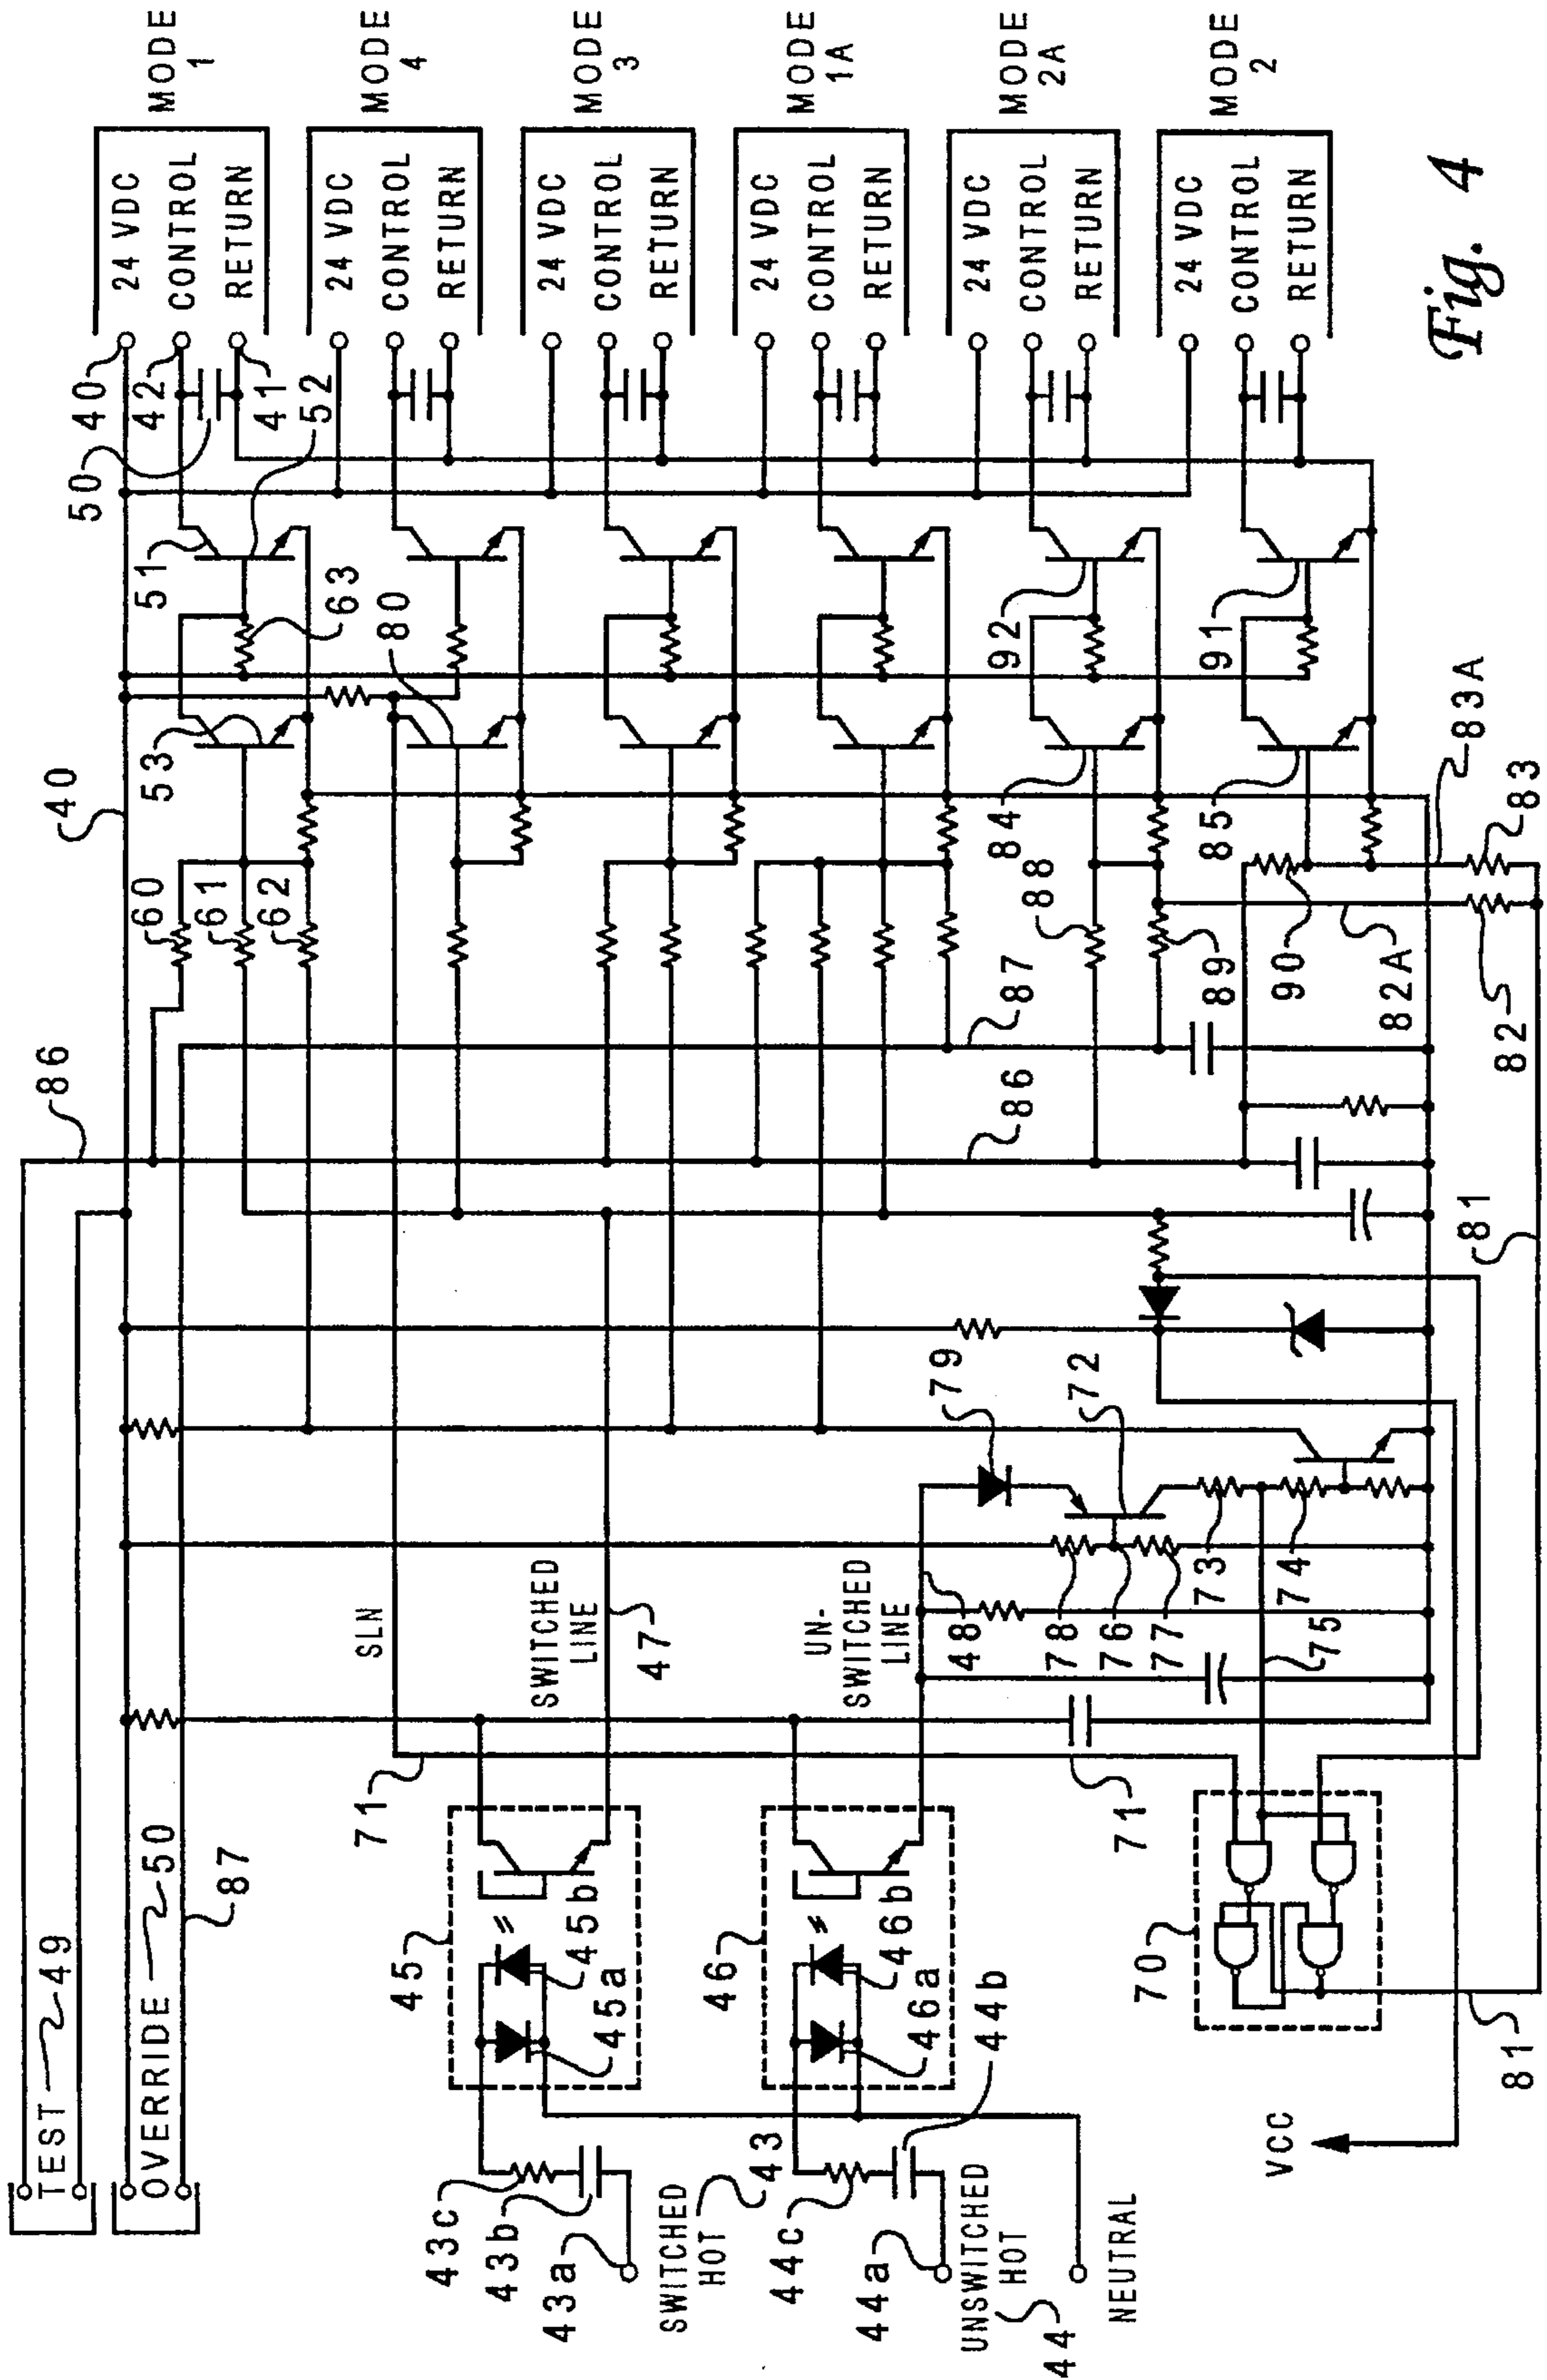 TEST 49
OVERRIDE 50
87
86
40
50
40
42
41
52
51
53
63
80
60
61
62
24 VDC
CONTROL
RETURN
MODE
1
24 VDC
CONTROL
RETURN
MODE
4
24 VDC
CONTROL
RETURN
MODE
3
24 VDC
CONTROL
RETURN
MODE
1A
24 VDC
CONTROL
RETURN
MODE
2A
24 VDC
CONTROL
RETURN
MODE
2
71
SLN
45
45b
45a
43c
43b
43a
SWITCHED
HOT
43
SWITCHED
LINE
47
46
46b
46a
44b
44c
44a
UNSWITCHED
HOT
44
NEUTRAL
UN-
SWITCHED
LINE
48
79
72
78
76
77
73
74
75
71
70
81
VCC
81
86
87
88
89
84
92
85
91
90
82A
82
83A
83
Fig. 4